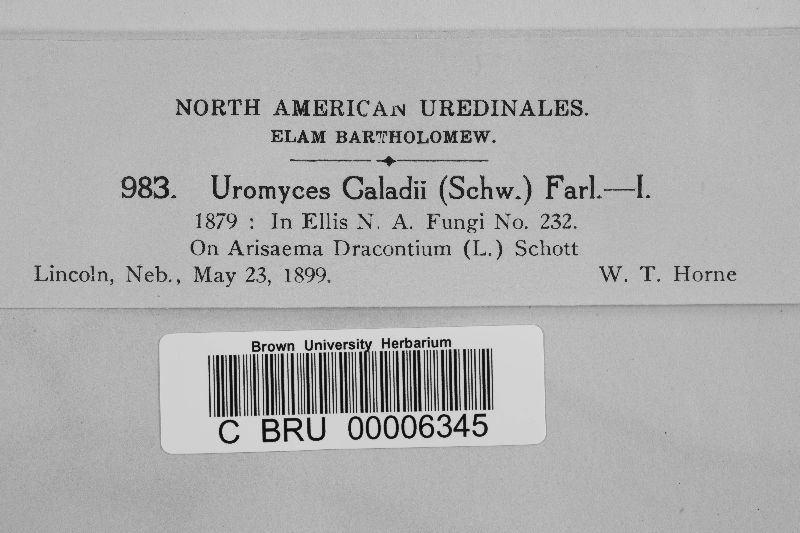 NORTH AMERICAN UREDINALES.
ELAM BARTHOLOMEW.
983. Uromyces Caladii (Schw.) Farl.—I.
1879 : In Ellis N. A. Fungi No. 232.
On Arisaema Dracontium (L.) Schott
Lincoln, Neb., May 23, 1899. W. T. Horne
Brown University Herbarium
C BRU 00006345